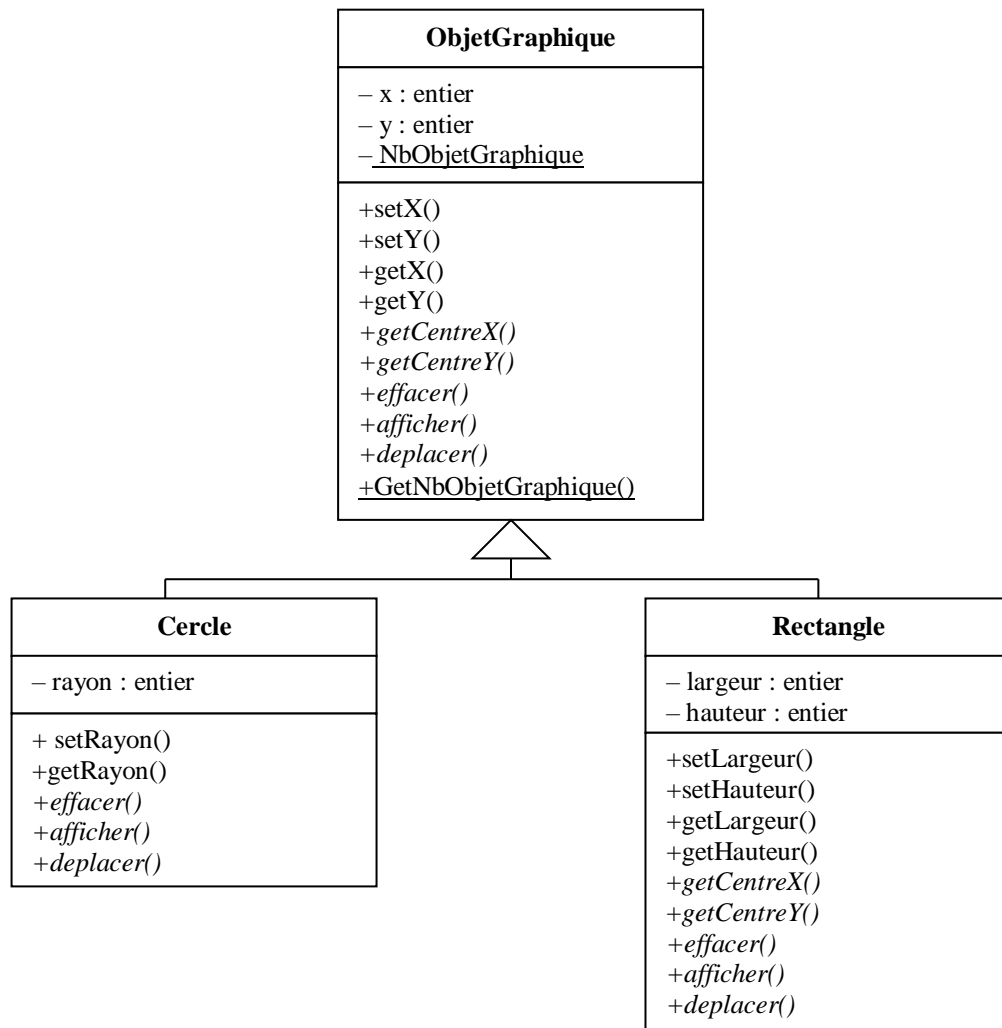 ObjetGraphique
– x : entier
– y : entier
– NbObjetGraphique
+setX()
+setY()
+getX()
+getY()
+getCentreX()
+getCentreY()
+effacer()
+afficher()
+deplacer()
+GetNbObjetGraphique()
Cercle
– rayon : entier
+ setRayon()
+getRayon()
+effacer()
+afficher()
+deplacer()
Rectangle
– largeur : entier
– hauteur : entier
+setLargeur()
+setHauteur()
+getLargeur()
+getHauteur()
+getCentreX()
+getCentreY()
+effacer()
+afficher()
+deplacer()